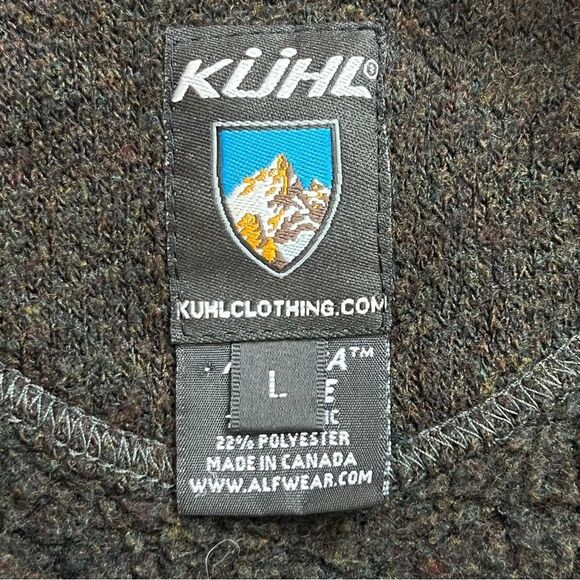 KÜHL®
KUHLCLOTHING.COM
L
22% POLYESTER
MADE IN CANADA
WWW.ALFWEAR.COM